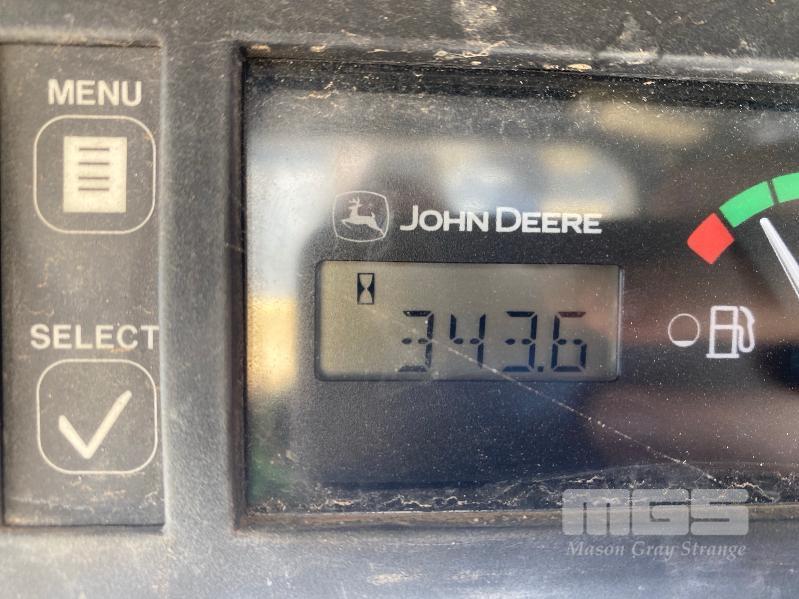 MENU
JOHN DEERE
343.6
SELECT
MGS
Mason Gray Strange